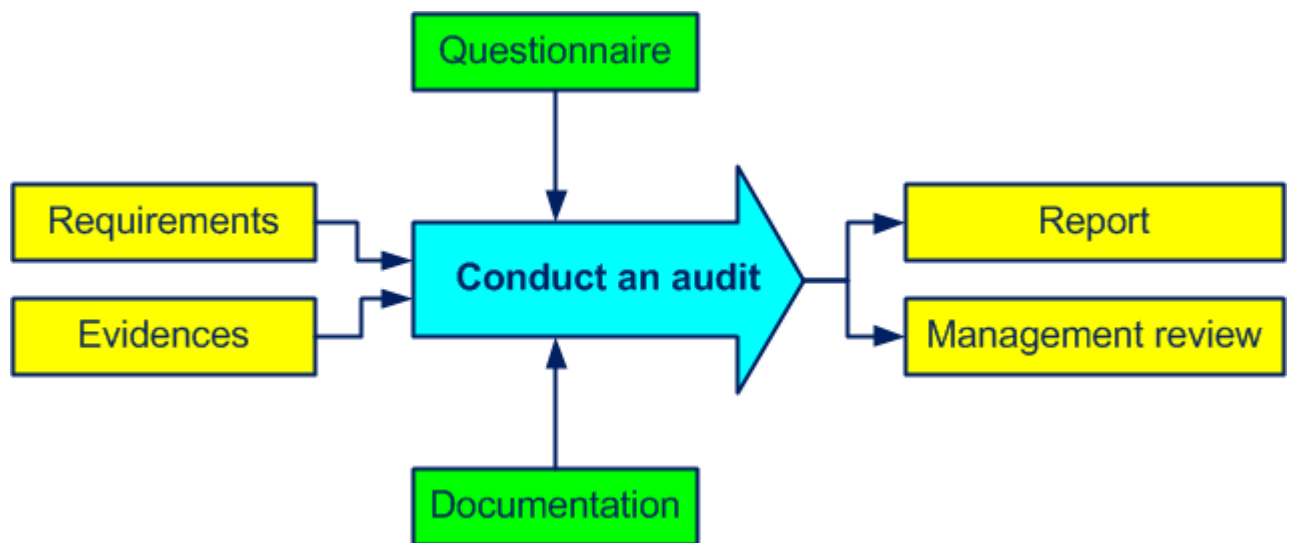 Questionnaire
Requirements
Evidences
Conduct an audit
Report
Management review
Documentation